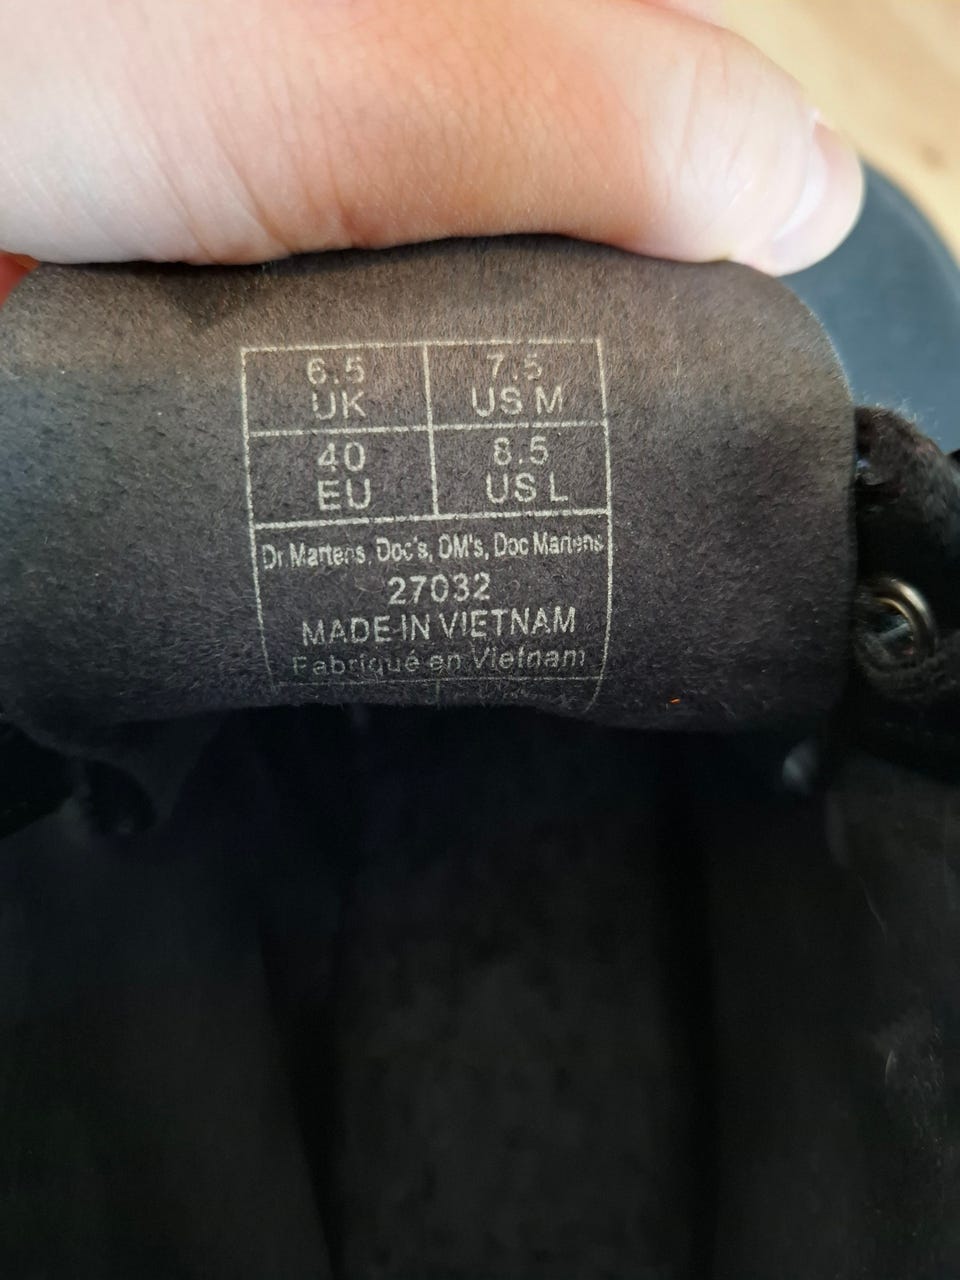 6.5 7.5
UK US M
40 8.5
EU US L
Dr Martens, Doc's, DM's, Doc Martens
27032
MADE IN VIETNAM
Fabriqué en Vietnam